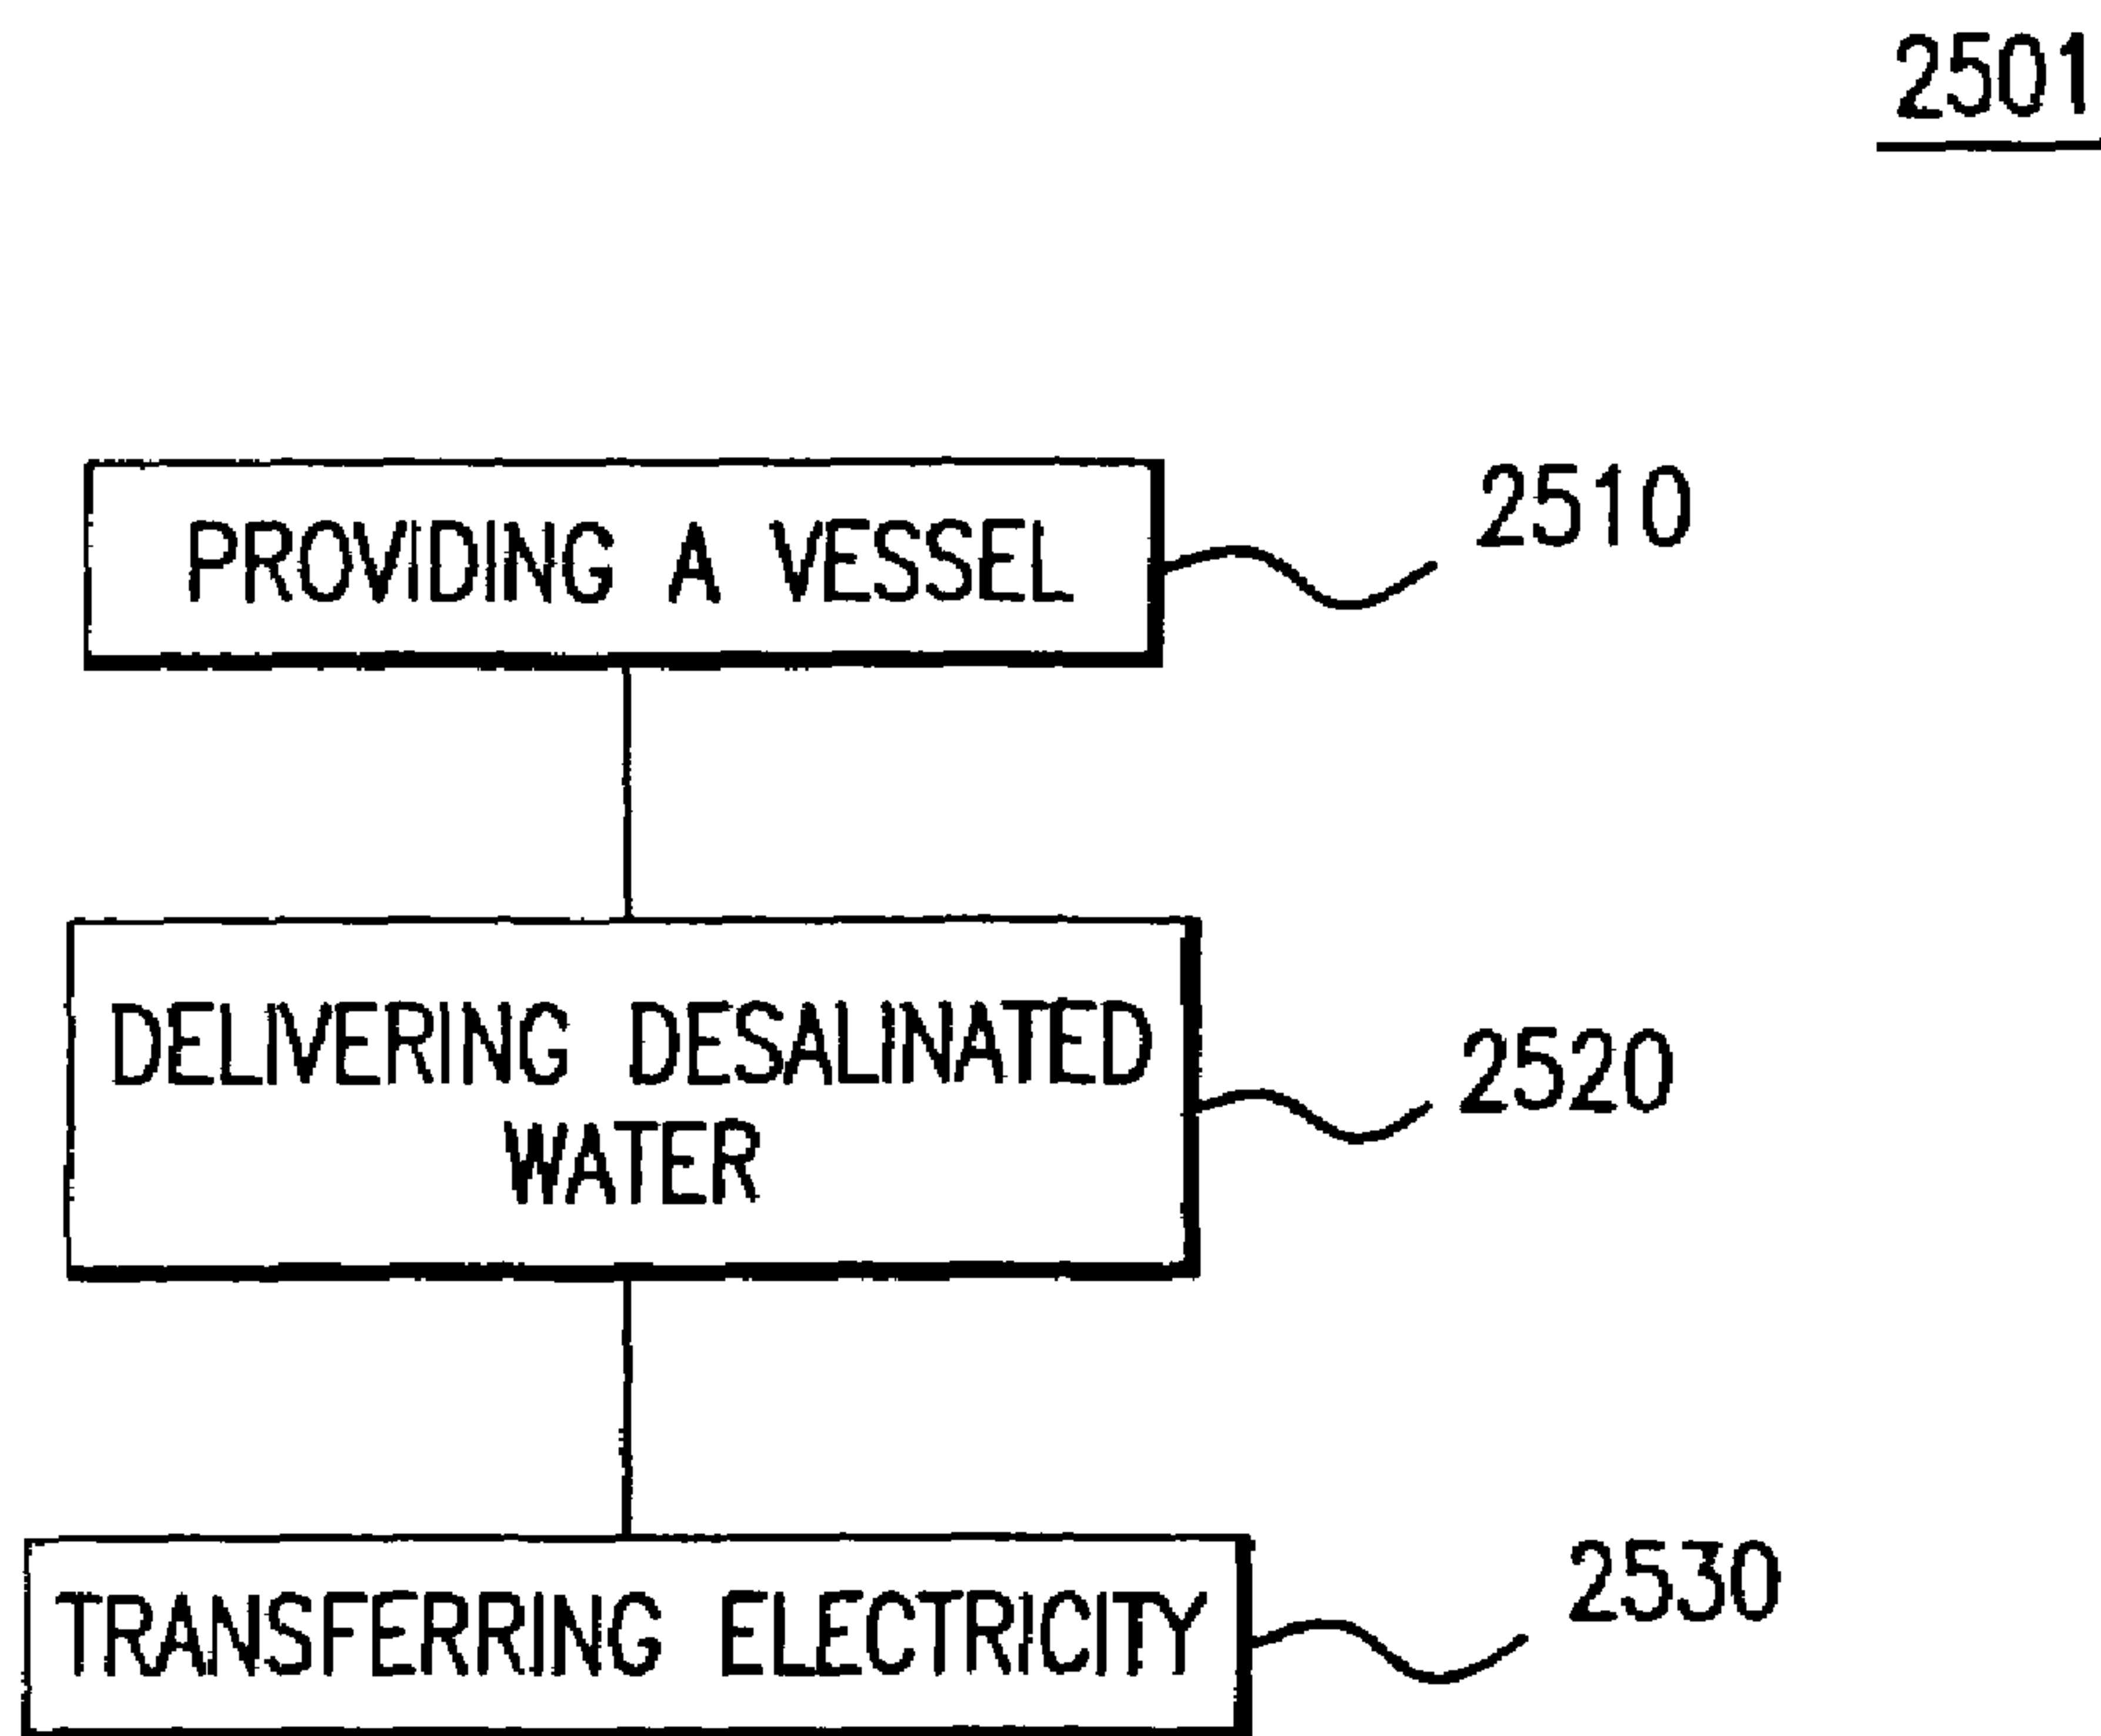 2501
PROVIDING A VESSEL
2510
DELIVERING DESALINATED
WATER
2520
TRANSFERRING ELECTRICITY
2530